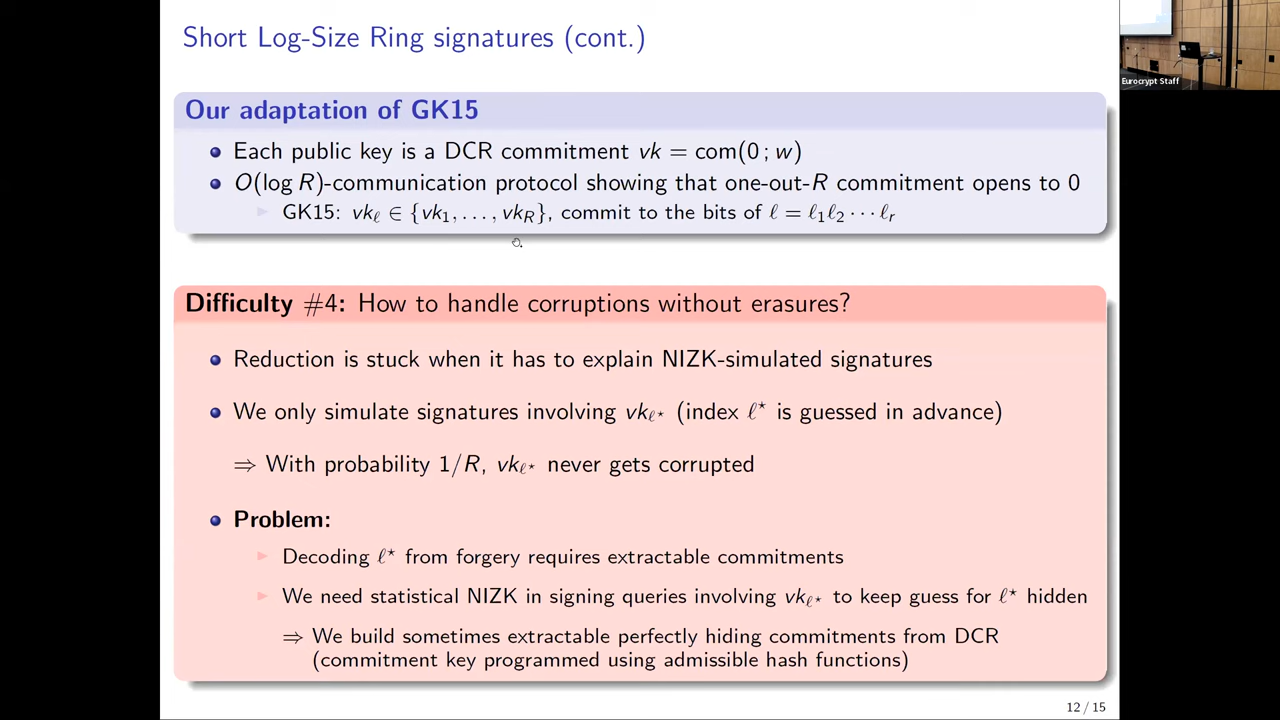 Short Log-Size Ring signatures (cont.)
Eurocrypt Staff
Our adaptation of GK15
Each public key is a DCR commitment vk = com(0 ; w)
O(log R)-communication protocol showing that one-out-R commitment opens to 0
GK15: vkℓ ∈ {vk1, . . . , vkR}, commit to the bits of ℓ = ℓ1ℓ2 · · · ℓr
Difficulty #4: How to handle corruptions without erasures?
Reduction is stuck when it has to explain NIZK-simulated signatures
We only simulate signatures involving vkℓ⋆ (index ℓ⋆ is guessed in advance)
⇒ With probability 1/R, vkℓ⋆ never gets corrupted
Problem:
Decoding ℓ⋆ from forgery requires extractable commitments
We need statistical NIZK in signing queries involving vkℓ⋆ to keep guess for ℓ⋆ hidden
⇒ We build sometimes extractable perfectly hiding commitments from DCR
(commitment key programmed using admissible hash functions)
12 / 15